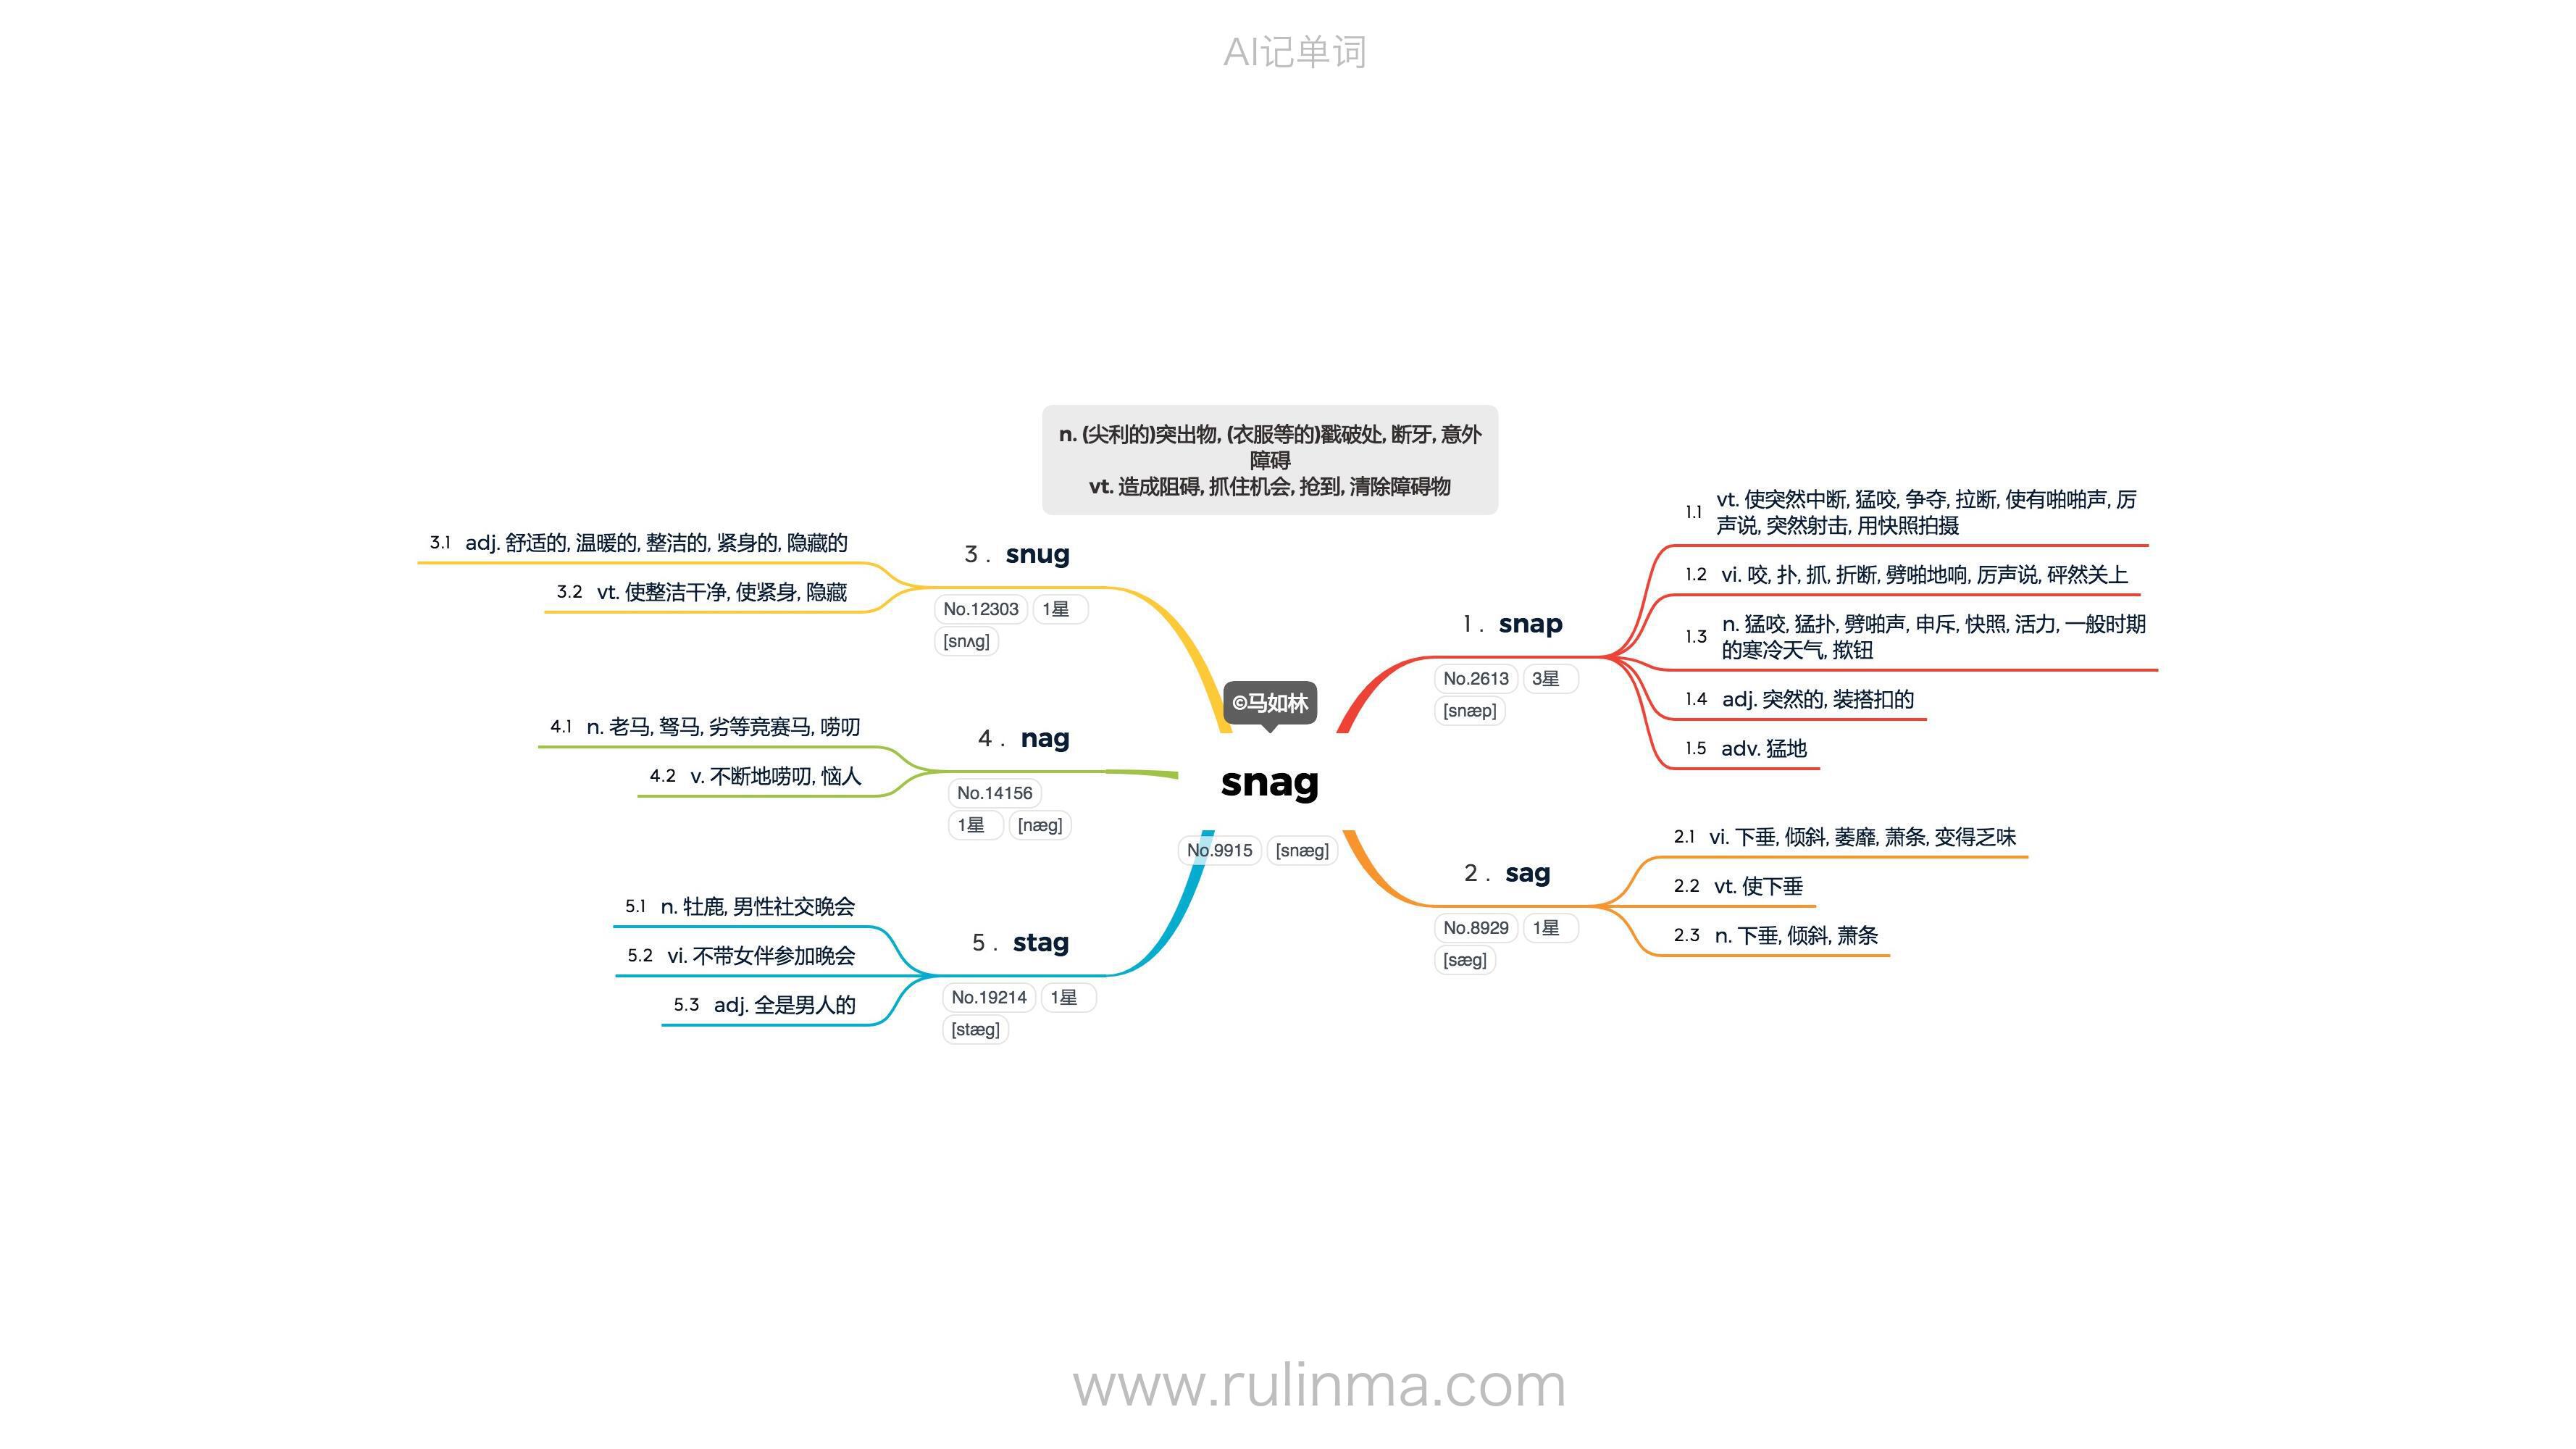 AI记单词
n. (尖利的)突出物, (衣服等的)戳破处, 断牙, 意外
障碍
vt. 造成阻碍, 抓住机会, 抢到, 清除障碍物
©马如林
snag
No.9915 [snæg]
1 . snap
No.2613 3星
[snæp]
1.1 vt. 使突然中断, 猛咬, 争夺, 拉断, 使有啪啪声, 厉
声说, 突然射击, 用快照拍摄
1.2 vi. 咬, 扑, 抓, 折断, 劈啪地响, 厉声说, 砰然关上
1.3 n. 猛咬, 猛扑, 劈啪声, 申斥, 快照, 活力, 一般时期
的寒冷天气, 揿钮
1.4 adj. 突然的, 装搭扣的
1.5 adv. 猛地
2 . sag
No.8929 1星
[sæg]
2.1 vi. 下垂, 倾斜, 萎靡, 萧条, 变得乏味
2.2 vt. 使下垂
2.3 n. 下垂, 倾斜, 萧条
3 . snug
No.12303 1星
[snʌg]
3.1 adj. 舒适的, 温暖的, 整洁的, 紧身的, 隐藏的
3.2 vt. 使整洁干净, 使紧身, 隐藏
4 . nag
No.14156
1星 [næg]
4.1 n. 老马, 驽马, 劣等竞赛马, 唠叨
4.2 v. 不断地唠叨, 恼人
5 . stag
No.19214 1星
[stæg]
5.1 n. 牡鹿, 男性社交晚会
5.2 vi. 不带女伴参加晚会
5.3 adj. 全是男人的
www.rulinma.com